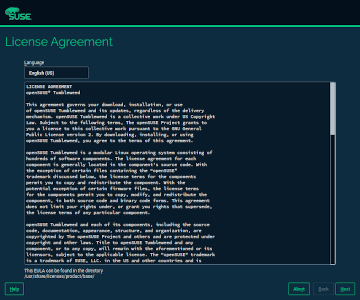 SUSE
License Agreement
Language
English (US)
LICENSE AGREEMENT
openSUSE® Tumbleweed
This agreement governs your download, installation, or use
of openSUSE Tumbleweed and its updates, regardless of the delivery
mechanism. openSUSE Tumbleweed is a collective work under US Copyright
Law. Subject to the following terms, The openSUSE Project grants to
you a license to this collective work pursuant to the GNU General
Public License version 2. By downloading, installing, or using
openSUSE Tumbleweed, you agree to the terms of this agreement.
openSUSE Tumbleweed is a modular Linux operating system consisting of
hundreds of software components. The license agreement for each
component is generally located in the component's source code. With
the exception of certain files containing the "openSUSE"
trademark discussed below, the license terms for the components
permit you to copy and redistribute the component. With the
potential exception of certain firmware files, the license terms
for the components permit you to copy, modify, and redistribute the
component, in both source code and binary code forms. This agreement
does not limit your rights under, or grant you rights that supersede,
the license terms of any particular component.
openSUSE Tumbleweed and each of its components, including the source
code, documentation, appearance, structure, and organization, are
copyrighted by The openSUSE Project and others and are protected under
copyright and other laws. Title to openSUSE Tumbleweed and any
component, or to any copy, will remain with the aforementioned or its
licensors, subject to the applicable license. The "openSUSE" trademark
is a trademark of SUSE, LLC. in the US and other countries and is
This EULA can be found in the directory
/usr/share/licenses/product/base/
Help
Abort
Back
Next